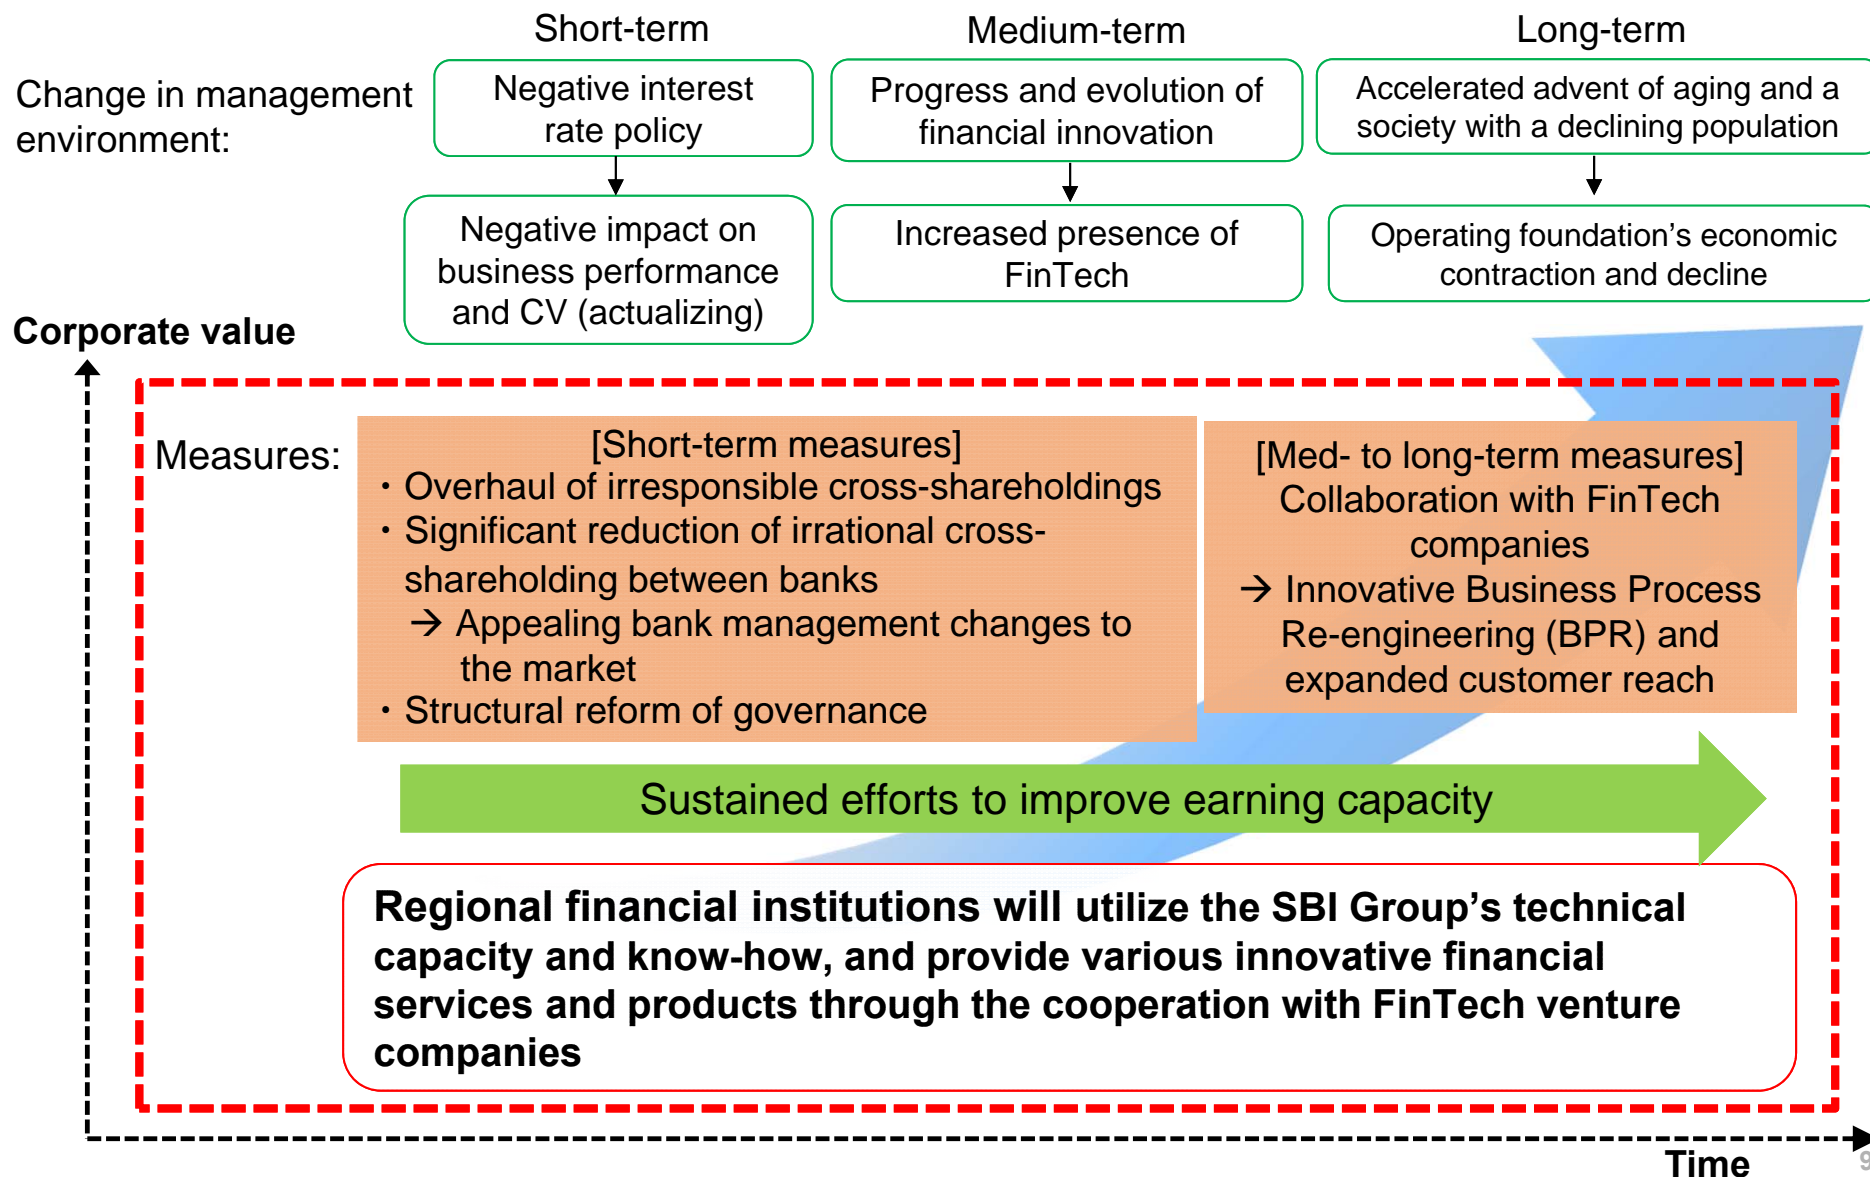 Short-term
Medium-term
Long-term
Change in management
environment:
Negative interest
rate policy
Progress and evolution of
financial innovation
Accelerated advent of aging and a
society with a declining population
Negative impact on
business performance
and CV (actualizing)
Increased presence of
FinTech
Operating foundation’s economic
contraction and decline
Corporate value
Measures:
[Short-term measures]
・Overhaul of irresponsible cross-shareholdings
・Significant reduction of irrational cross-
shareholding between banks
→ Appealing bank management changes to
the market
・Structural reform of governance
[Med- to long-term measures]
Collaboration with FinTech
companies
→ Innovative Business Process
Re-engineering (BPR) and
expanded customer reach
Sustained efforts to improve earning capacity
Regional financial institutions will utilize the SBI Group’s technical
capacity and know-how, and provide various innovative financial
services and products through the cooperation with FinTech venture
companies
Time
9